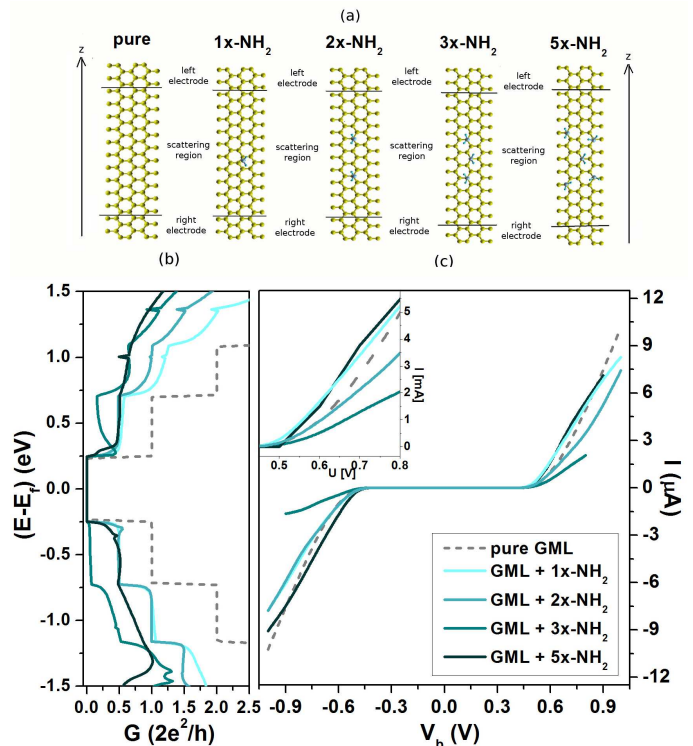 (a)
pure 1x-NH2 2x-NH2 3x-NH2 5x-NH2
z left electrode left electrode left electrode left electrode z
scattering region scattering region scattering region scattering region
right electrode right electrode right electrode right electrode
(b) (c)
1.5
1.0
0.5
0.0
-0.5
-1.0
-1.5
(E-Ef) (eV)
0.0 0.5 1.0 1.5 2.0 2.5
G (2e²/h)
5
4
3
2
1
0
I [mA]
0.5 0.6 0.7 0.8
U [V]
12
9
6
3
0
-3
-6
-9
-12
I (μA)
pure GML
GML + 1x-NH2
GML + 2x-NH2
GML + 3x-NH2
GML + 5x-NH2
-0.9 -0.6 -0.3 0.0 0.3 0.6 0.9
Vb (V)